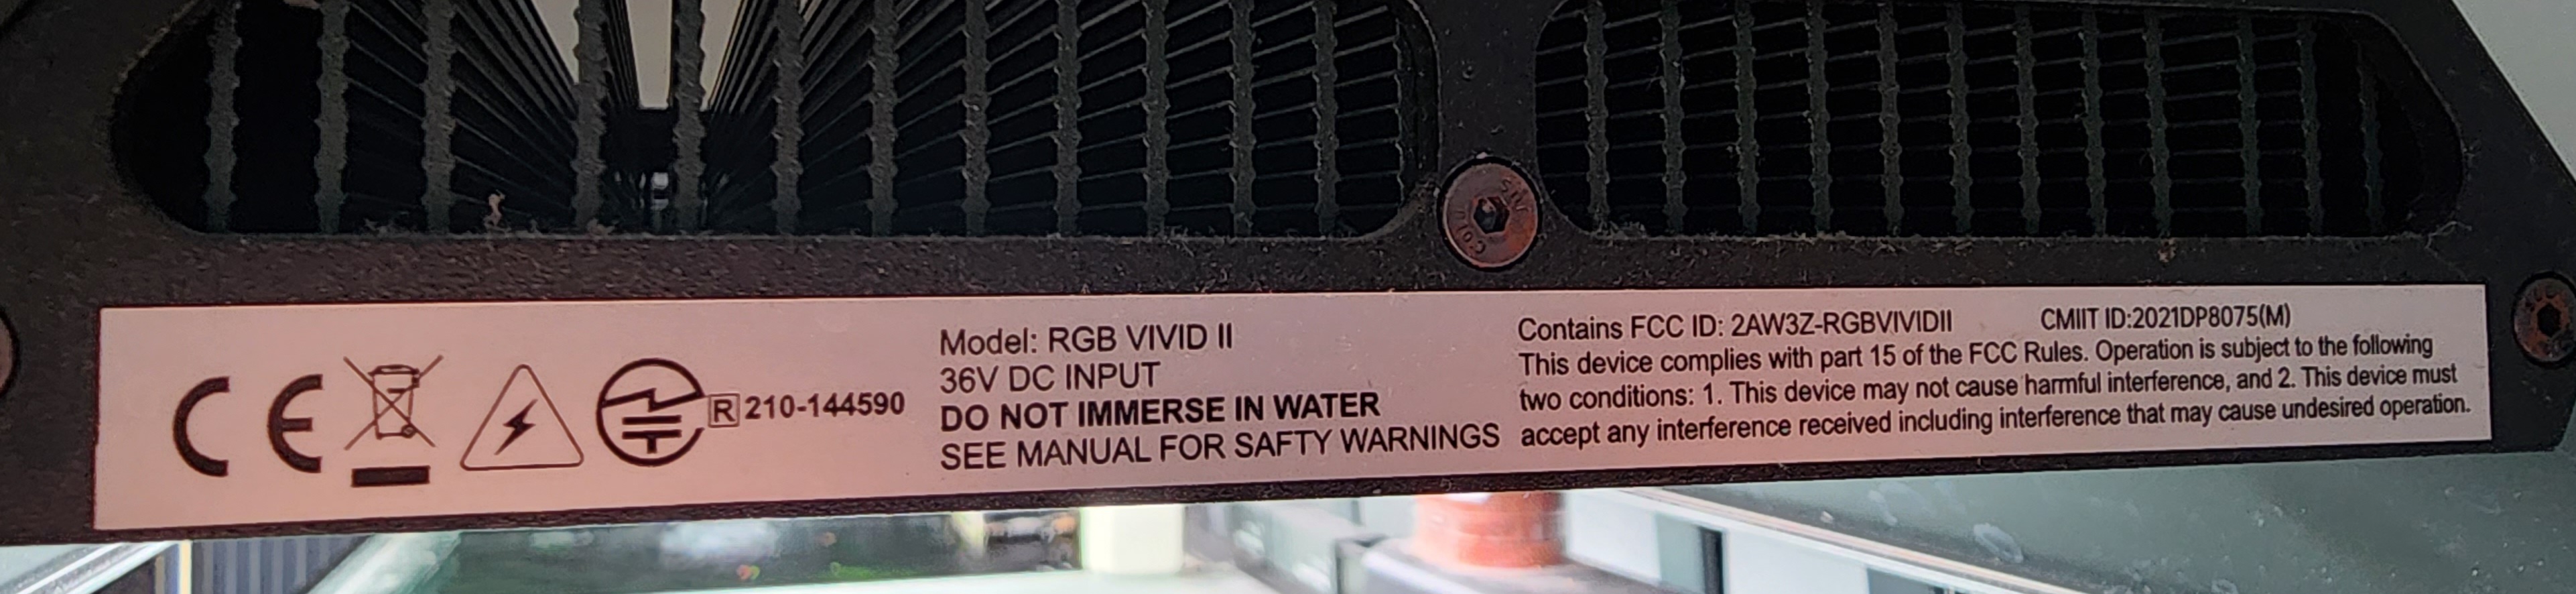 CE
R 210-144590
Model: RGB VIVID II
36V DC INPUT
DO NOT IMMERSE IN WATER
SEE MANUAL FOR SAFTY WARNINGS
Contains FCC ID: 2AW3Z-RGBVIVIDII CMIIT ID:2021DP8075(M)
This device complies with part 15 of the FCC Rules. Operation is subject to the following
two conditions: 1. This device may not cause harmful interference, and 2. This device must
accept any interference received including interference that may cause undesired operation.